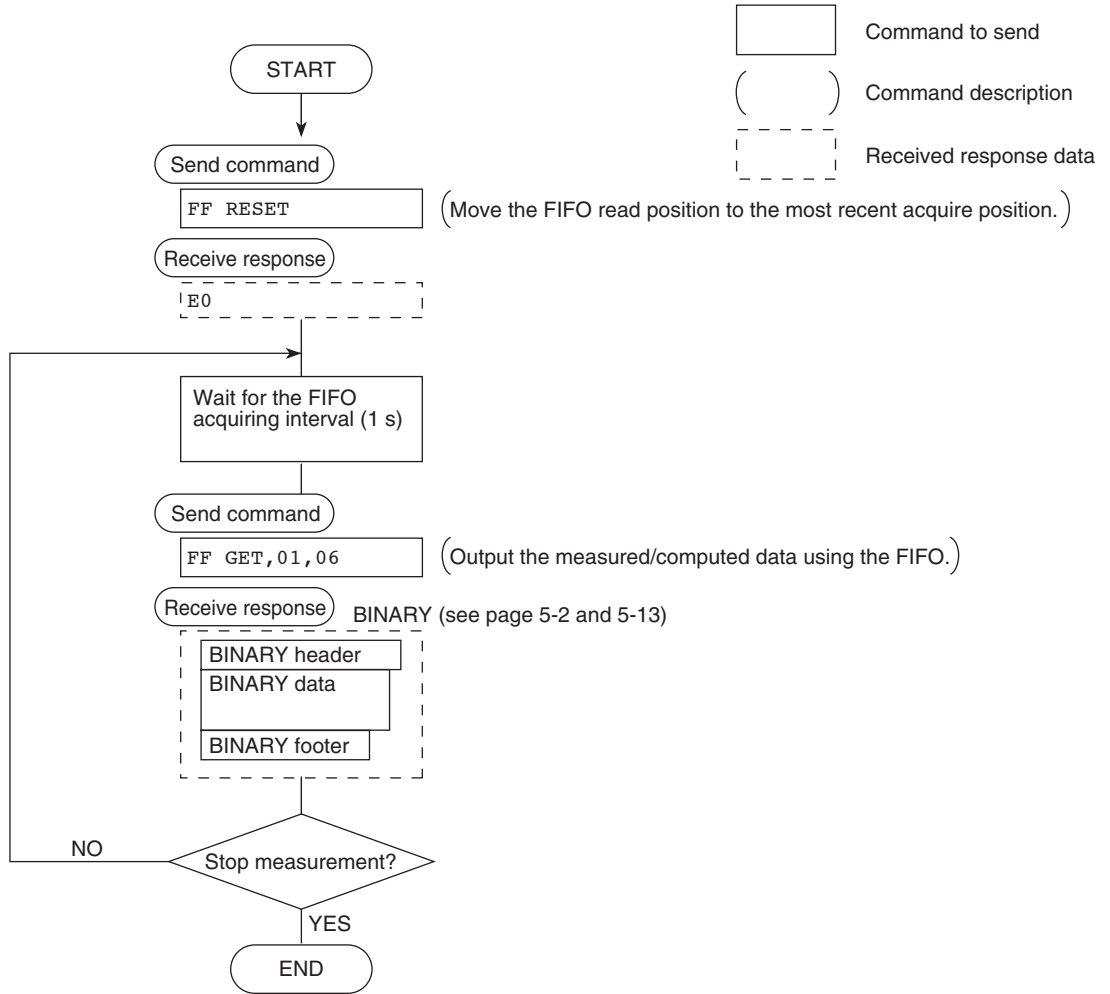 Command to send
START
Command description
Send command
Received response data
FF RESET
(Move the FIFO read position to the most recent acquire position.)
Receive response
E0
Wait for the FIFO
acquiring interval (1 s)
Send command
FF GET,01,06
(Output the measured/computed data using the FIFO.)
Receive response
BINARY (see page 5-2 and 5-13)
BINARY header
BINARY data
BINARY footer
NO
Stop measurement?
YES
END